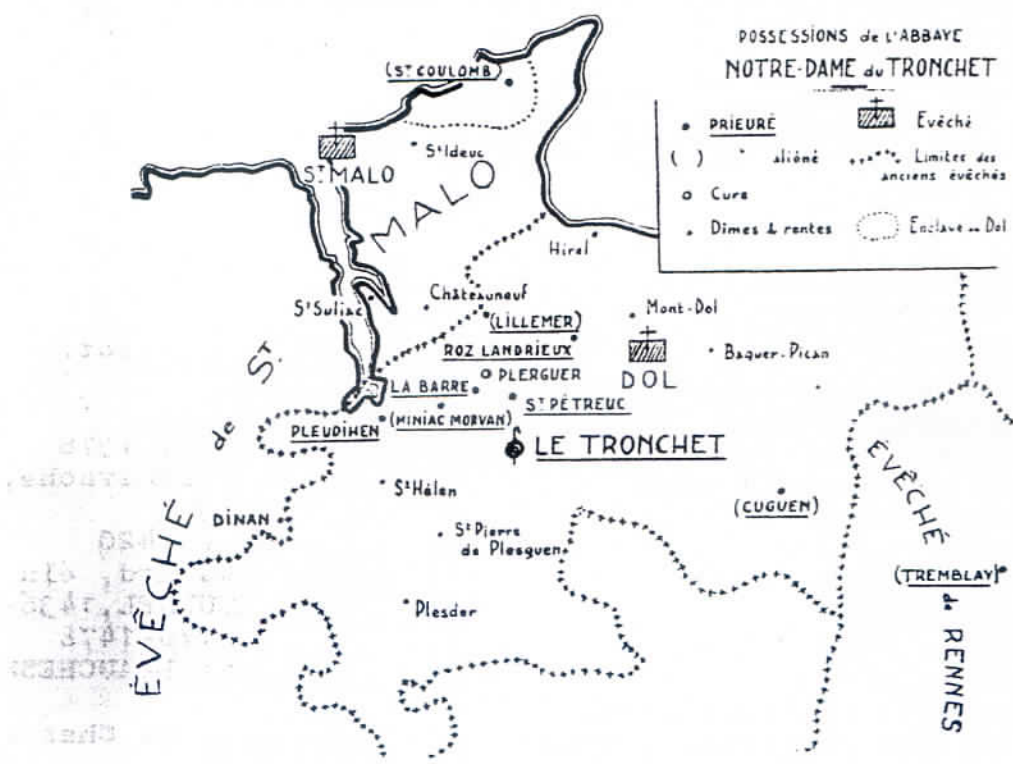 POSSESSIONS de L'ABBAYE
NOTRE-DAME du TRONCHET
• PRIEURÉ
( ) " aliéné
o Cure
• Dîmes & rentes
Evêché
Limites des
anciens évêchés
Enclave de Dol
(ST COULOMB)
St Ideuc
ST MALO
ÉVÊCHÉ de ST MALO
Hirel
Châteauneuf
St Suliac
(LILLEMER)
Mont-Dol
ROZ LANDRIEUX
DOL
Baguer-Pican
PLERGUER
LA BARRE
ST PÉTREUC
(MINIAC MORVAN)
PLEUDIHEN
LE TRONCHET
St Hélen
(CUGUEN)
DINAN
St Pierre
de Plesguen
ÉVÊCHÉ de RENNES
(TREMBLAY)
Plesder
1420
1478